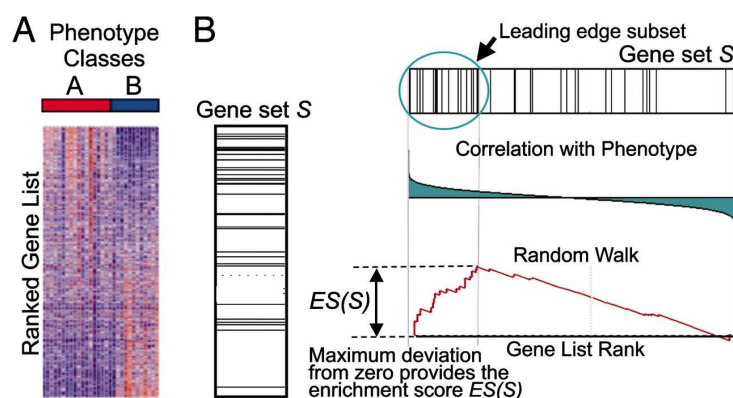 A
Phenotype
Classes
A B
Ranked Gene List
B
Gene set S
Leading edge subset
Gene set S
Correlation with Phenotype
Random Walk
ES(S)
Gene List Rank
Maximum deviation
from zero provides the
enrichment score ES(S)